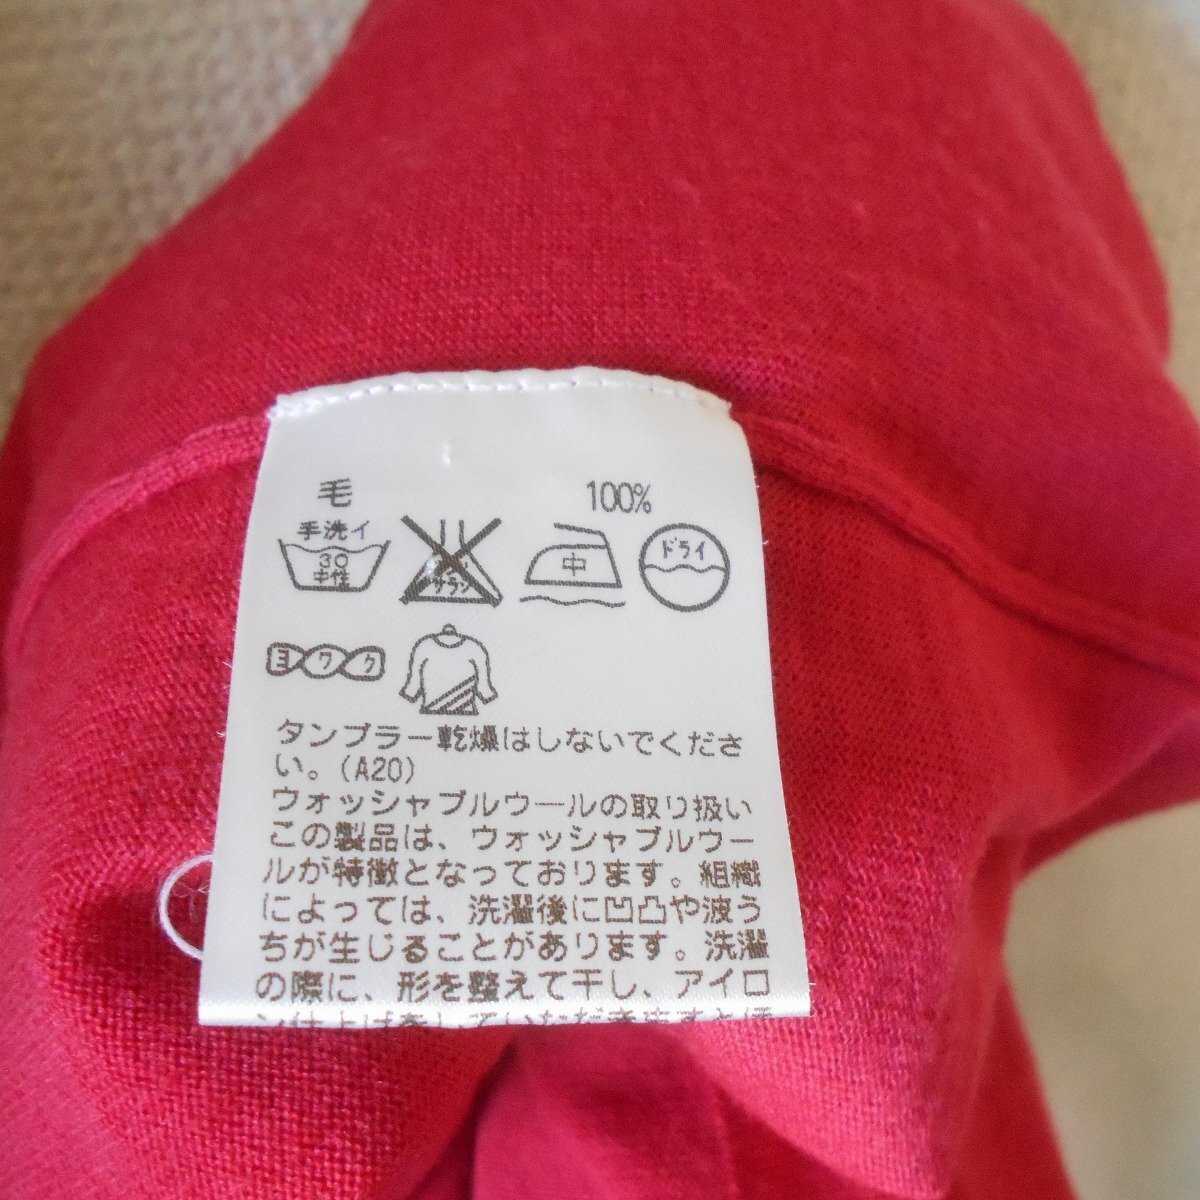 毛 100%
手洗イ
30
中性
サラシ
中
ドライ
ヨワク
タンブラー乾燥はしないでくださ
い。(A20)
ウォッシャブルウールの取り扱い
この製品は、ウォッシャブルウー
ルが特徴となっております。組織
によっては、洗濯後に凹凸や波う
ちが生じることがあります。洗濯
の際に、形を整えて干し、アイロ